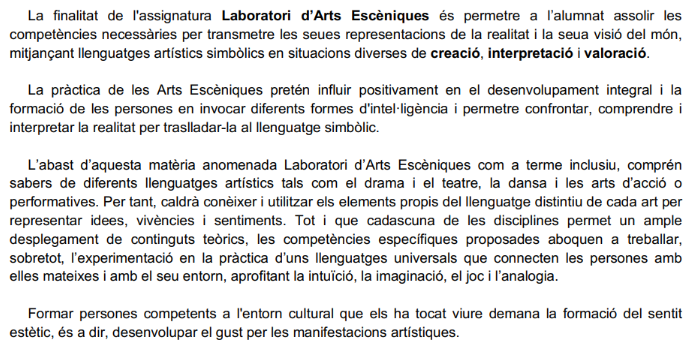 La finalitat de l'assignatura Laboratori d'Arts Escèniques és permetre a l'alumnat assolir les
competències necessàries per transmetre les seues representacions de la realitat i la seua visió del món,
mitjançant llenguatges artístics simbòlics en situacions diverses de creació, interpretació i valoració.
La pràctica de les Arts Escèniques pretén influir positivament en el desenvolupament integral i la
formació de les persones en invocar diferents formes d'intel·ligència i permetre confrontar, comprendre i
interpretar la realitat per traslladar-la al llenguatge simbòlic.
L'abast d'aquesta matèria anomenada Laboratori d'Arts Escèniques com a terme inclusiu, comprén
sabers de diferents llenguatges artístics tals com el drama i el teatre, la dansa i les arts d'acció o
performatives. Per tant, caldrà conèixer i utilitzar els elements propis del llenguatge distintiu de cada art per
representar idees, vivències i sentiments. Tot i que cadascuna de les disciplines permet un ample
desplegament de continguts teòrics, les competències específiques proposades aboquen a treballar,
sobretot, l'experimentació en la pràctica d'uns llenguatges universals que connecten les persones amb
elles mateixes i amb el seu entorn, aprofitant la intuïció, la imaginació, el joc i l'analogia.
Formar persones competents a l'entorn cultural que els ha tocat viure demana la formació del sentit
estètic, és a dir, desenvolupar el gust per les manifestacions artístiques.